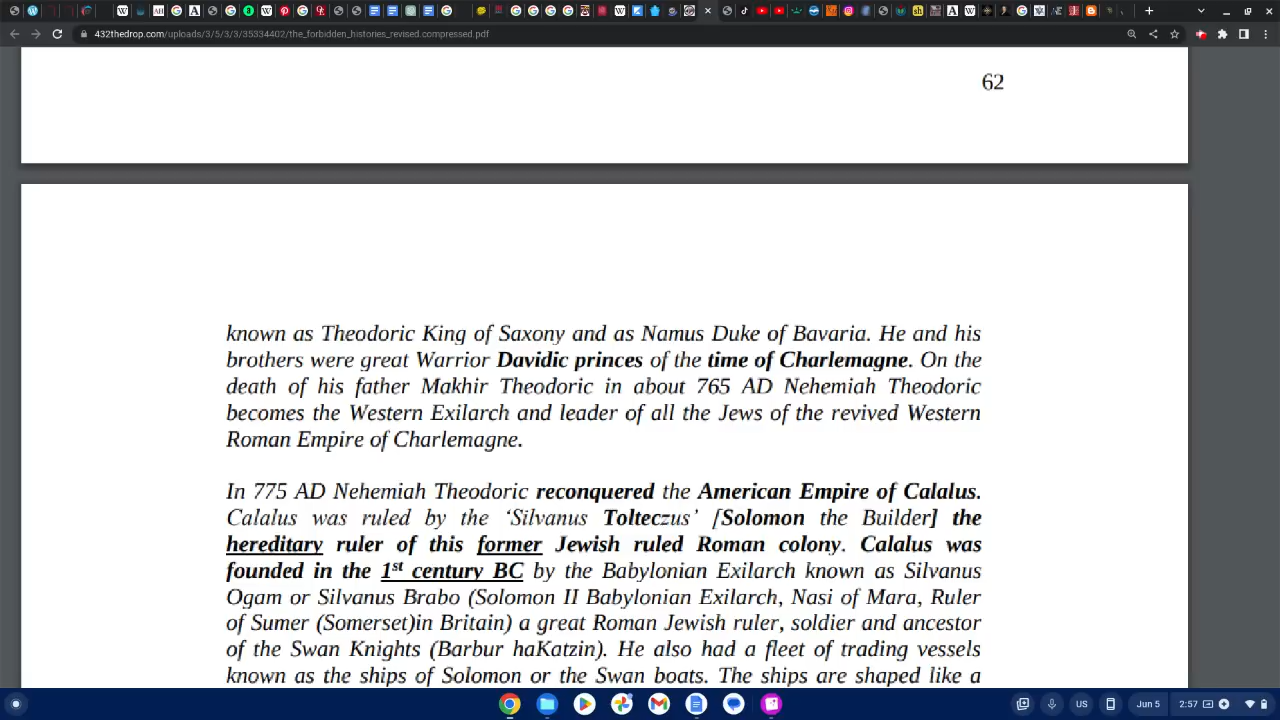 432thedrop.com/uploads/3/5/3/3/35334402/the_forbidden_histories_revised.compressed.pdf
62
known as Theodoric King of Saxony and as Namus Duke of Bavaria. He and his
brothers were great Warrior Davidic princes of the time of Charlemagne. On the
death of his father Makhir Theodoric in about 765 AD Nehemiah Theodoric
becomes the Western Exilarch and leader of all the Jews of the revived Western
Roman Empire of Charlemagne.
In 775 AD Nehemiah Theodoric reconquered the American Empire of Calalus.
Calalus was ruled by the ‘Silvanus Tolteczus’ [Solomon the Builder] the
hereditary ruler of this former Jewish ruled Roman colony. Calalus was
founded in the 1st century BC by the Babylonian Exilarch known as Silvanus
Ogam or Silvanus Brabo (Solomon II Babylonian Exilarch, Nasi of Mara, Ruler
of Sumer (Somerset)in Britain) a great Roman Jewish ruler, soldier and ancestor
of the Swan Knights (Barbur haKatzin). He also had a fleet of trading vessels
known as the ships of Solomon or the Swan boats. The ships are shaped like a
US
Jun 5
2:57